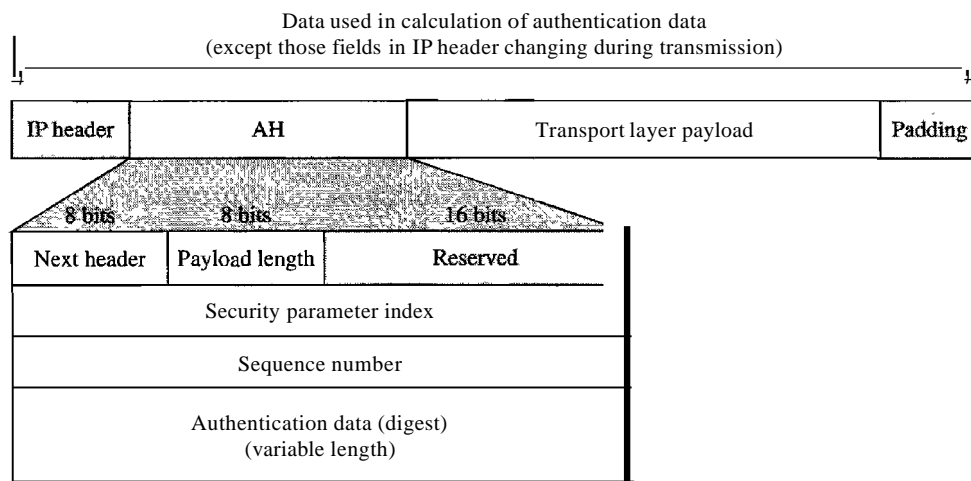 Data used in calculation of authentication data
(except those fields in IP header changing during transmission)
IP header AH Transport layer payload Padding
8 bits 8 bits 16 bits
Next header Payload length Reserved
Security parameter index
Sequence number
Authentication data (digest)
(variable length)